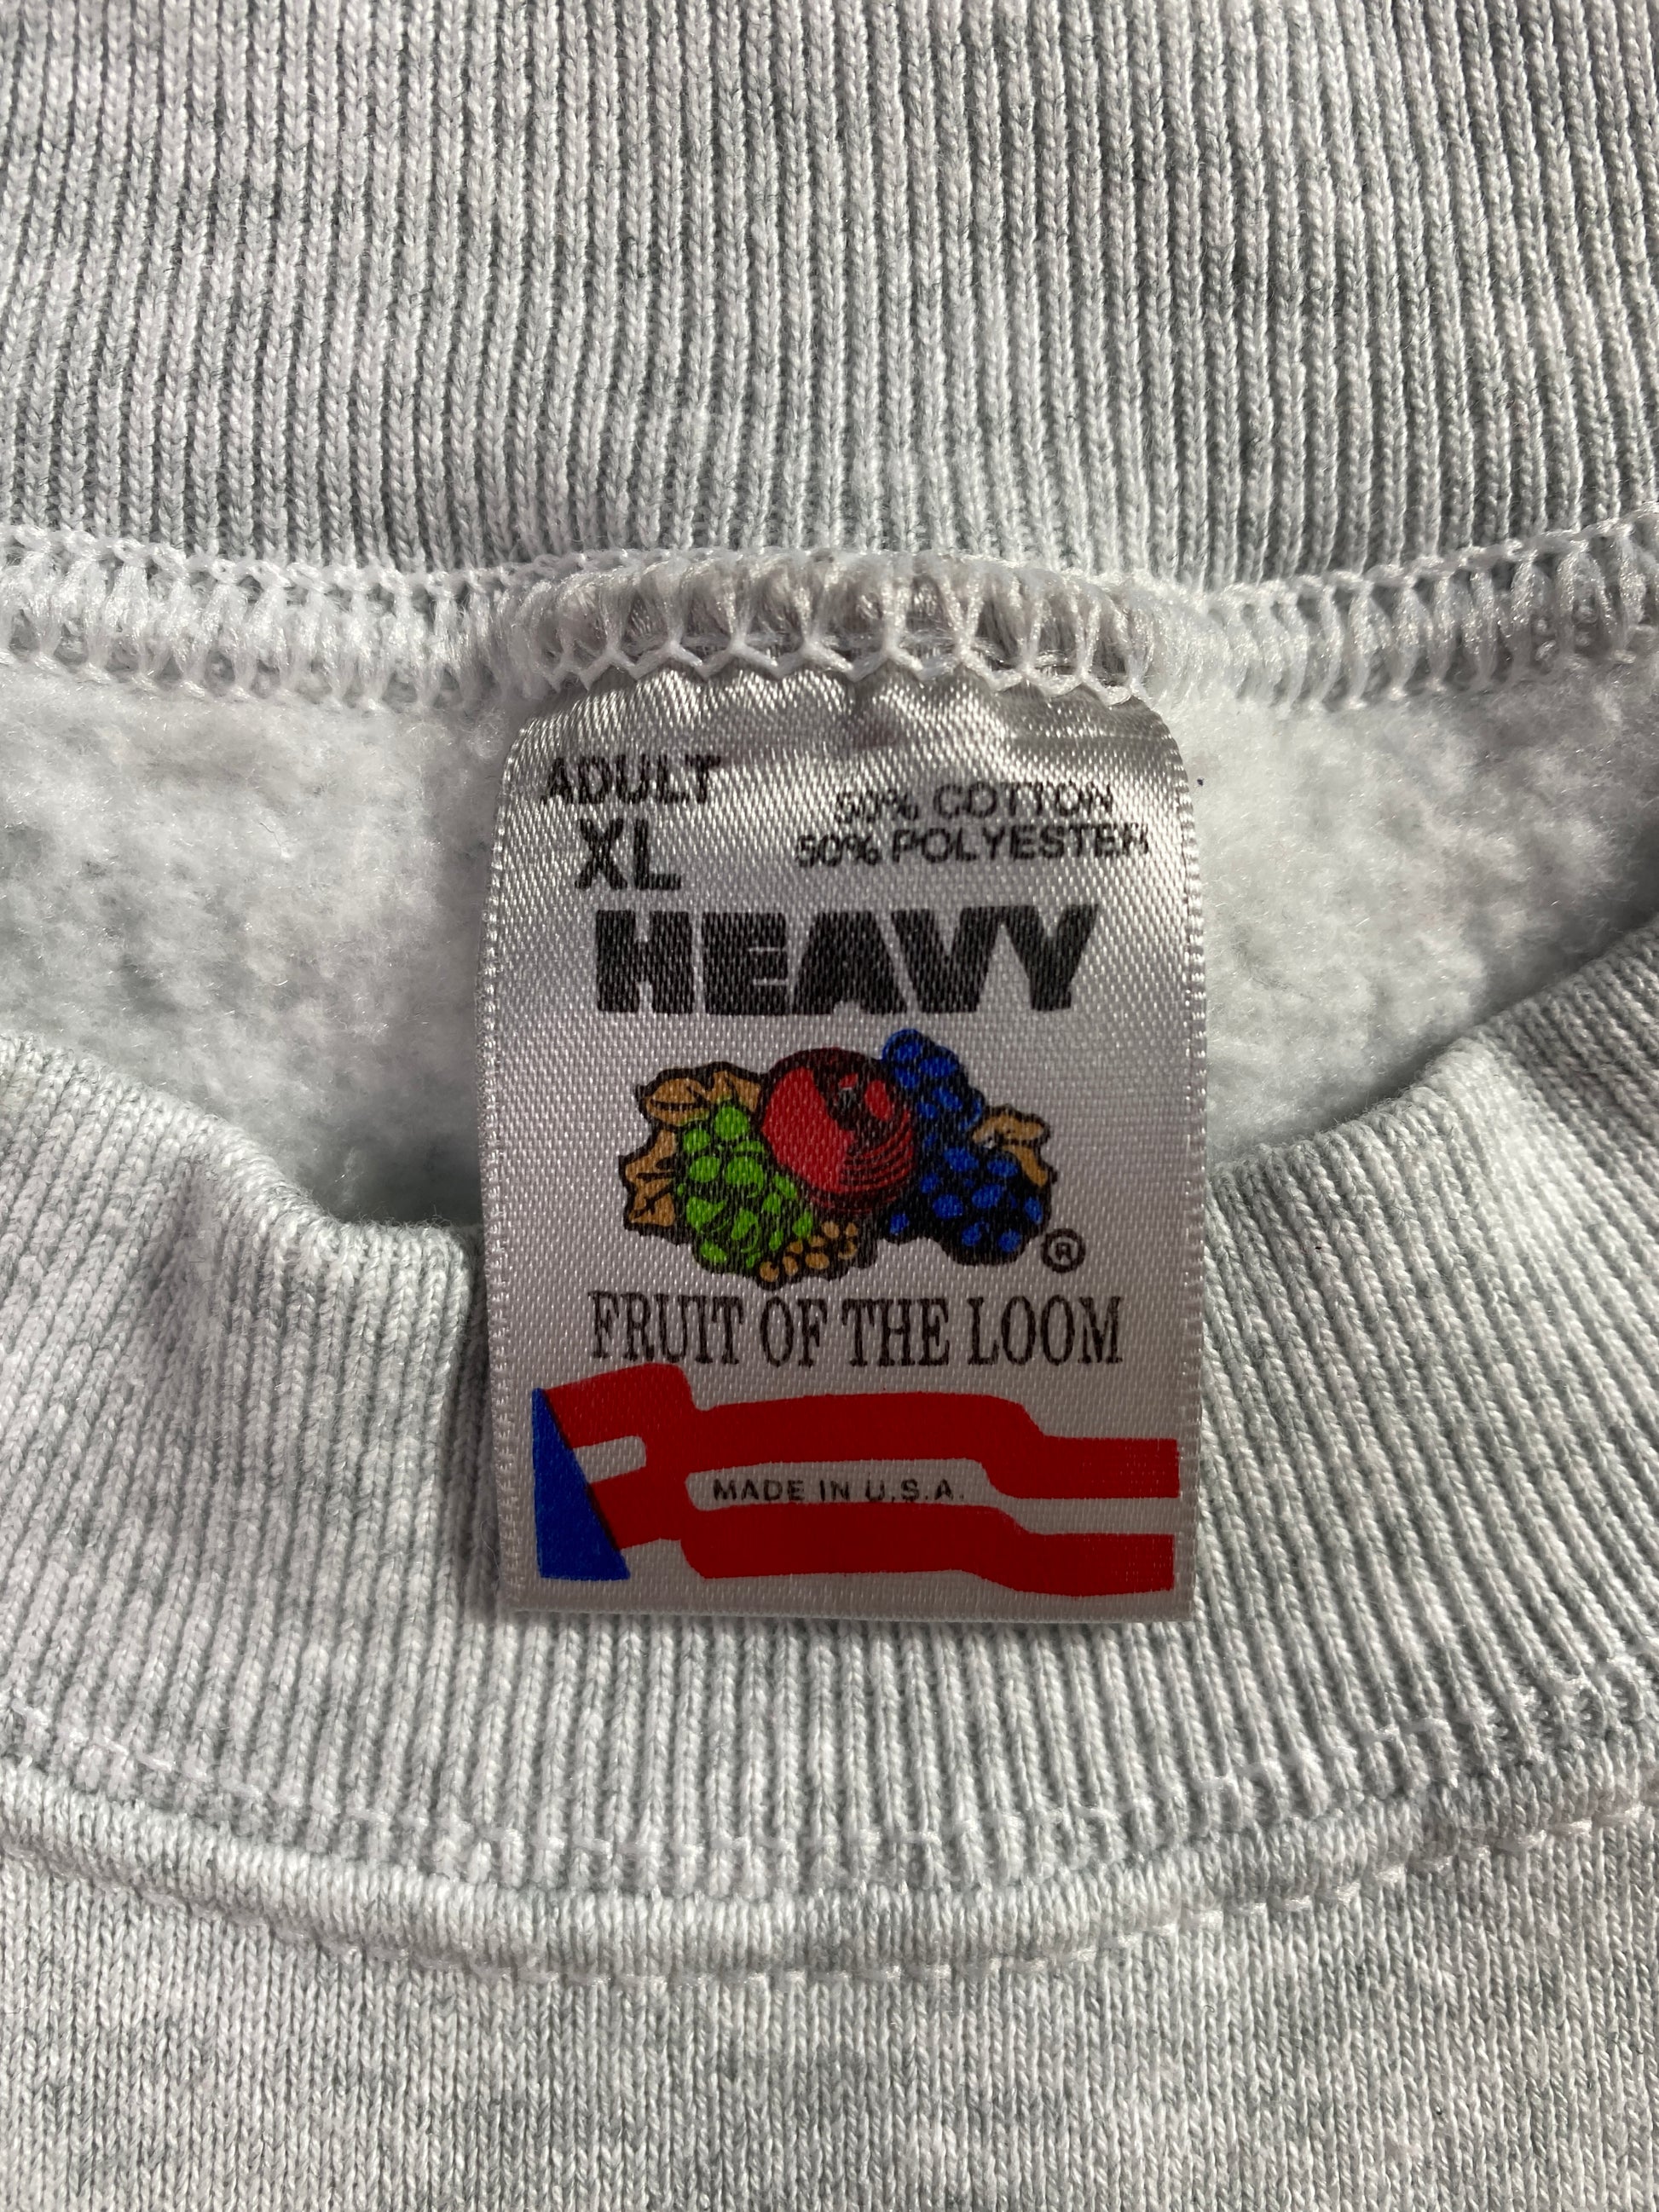 ADULT
XL
50% COTTON
50% POLYESTER
HEAVY
®
FRUIT OF THE LOOM
MADE IN U.S.A.